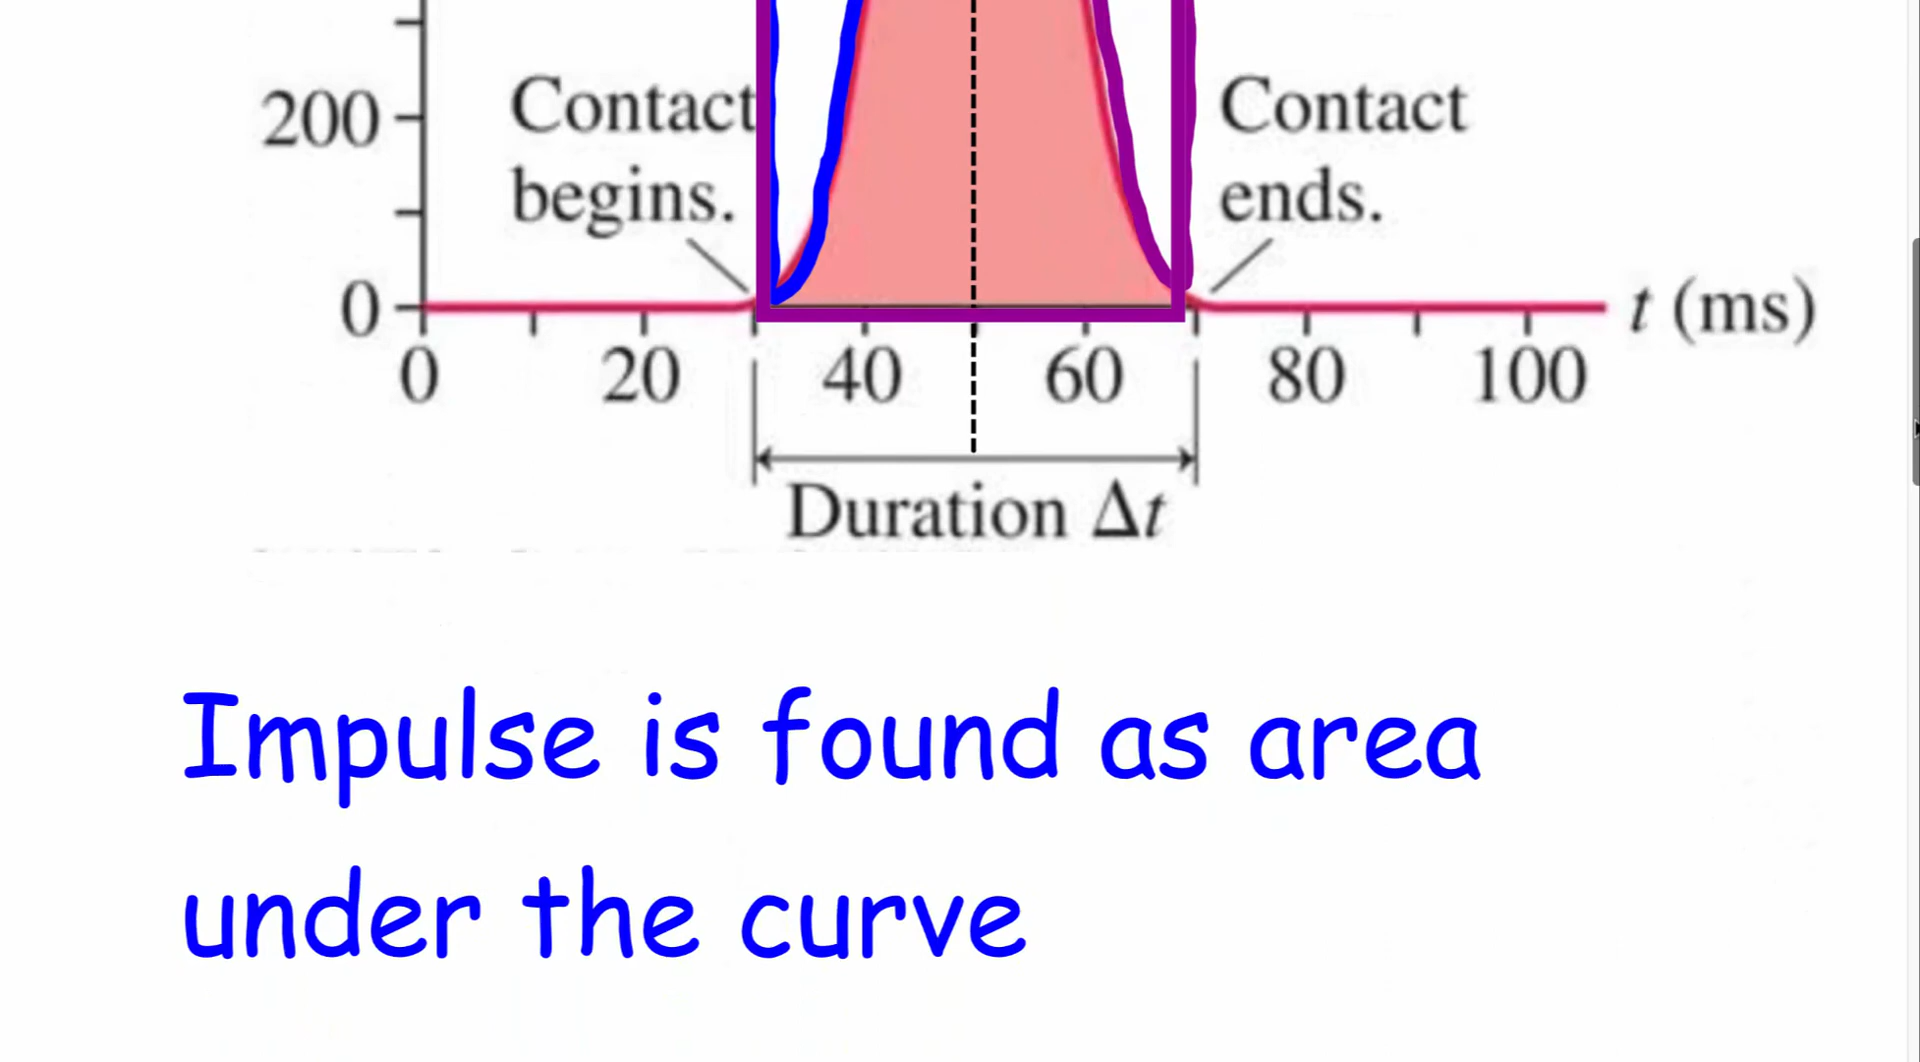 200
Contact
begins.
Contact
ends.
0
t (ms)
0 20 40 60 80 100
Duration Δt
Impulse is found as area
under the curve